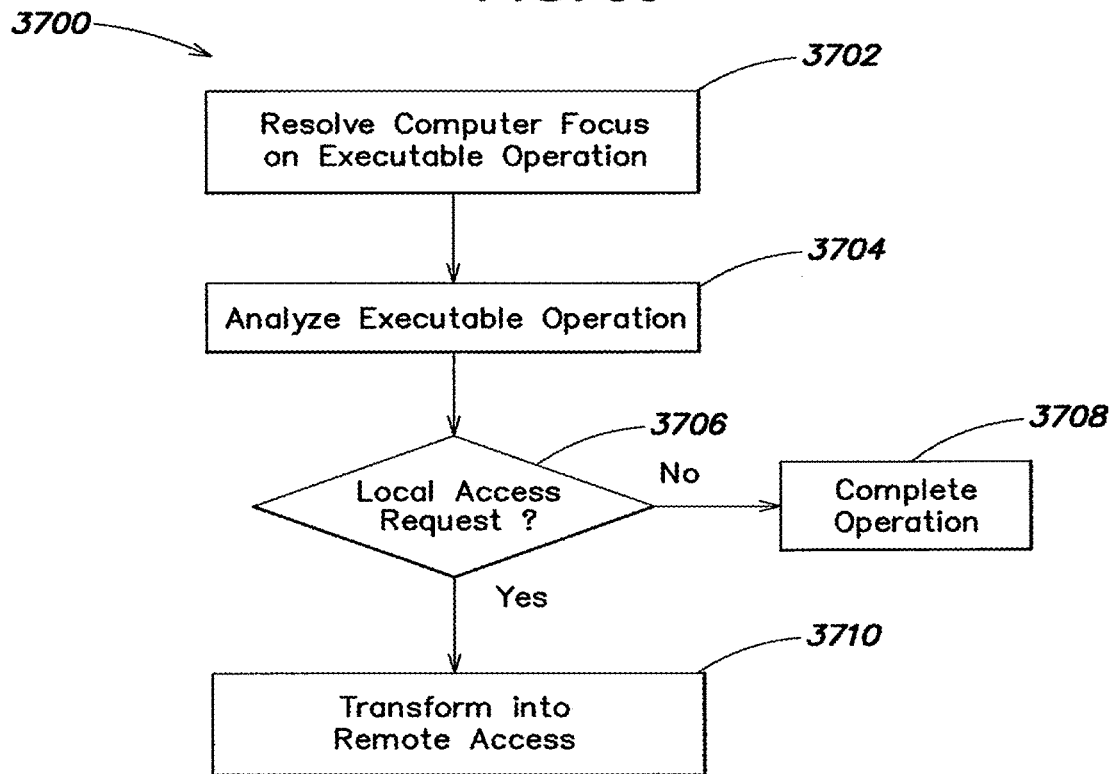 3700
3702
Resolve Computer Focus
on Executable Operation
3704
Analyze Executable Operation
3706
Local Access
Request ?
No
3708
Complete
Operation
Yes
3710
Transform into
Remote Access